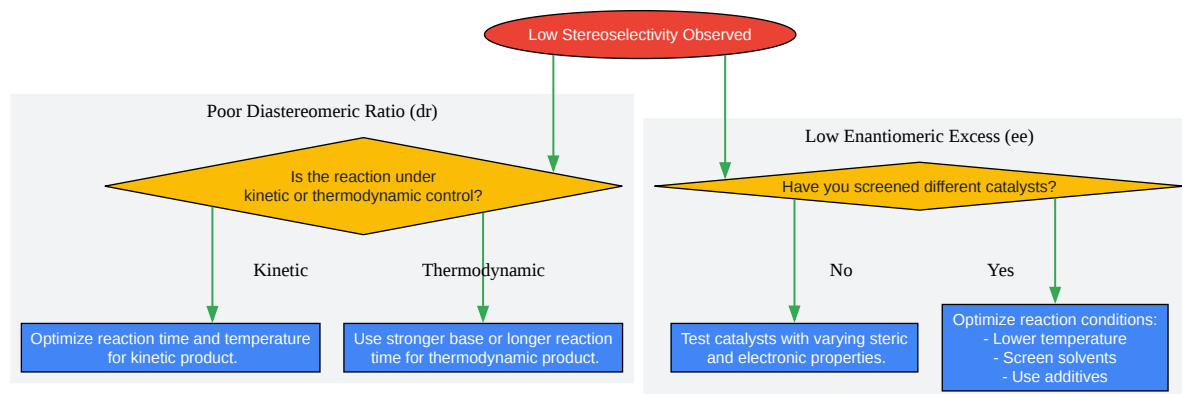 Low Stereoselectivity Observed
Poor Diastereomeric Ratio (dr)
Is the reaction under
kinetic or thermodynamic control?
Kinetic
Thermodynamic
Optimize reaction time and temperature
for kinetic product.
Use stronger base or longer reaction
time for thermodynamic product.
Low Enantiomeric Excess (ee)
Have you screened different catalysts?
No
Yes
Test catalysts with varying steric
and electronic properties.
Optimize reaction conditions:
- Lower temperature
- Screen solvents
- Use additives